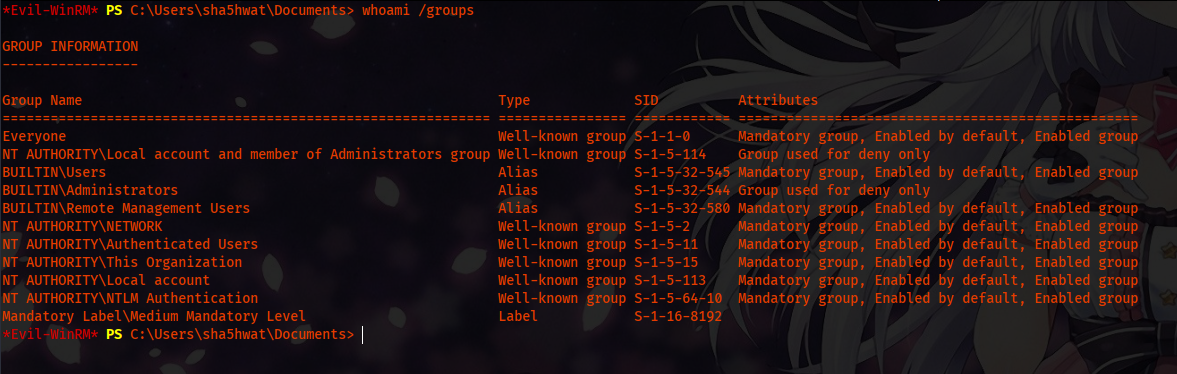 *Evil-WinRM* PS C:\Users\sha5hwat\Documents> whoami /groups
GROUP INFORMATION
-----------------
Group Name Type SID Attributes
============================================================= ================ ============ ==================================================
Everyone Well-known group S-1-1-0 Mandatory group, Enabled by default, Enabled group
NT AUTHORITY\Local account and member of Administrators group Well-known group S-1-5-114 Group used for deny only
BUILTIN\Users Alias S-1-5-32-545 Mandatory group, Enabled by default, Enabled group
BUILTIN\Administrators Alias S-1-5-32-544 Group used for deny only
BUILTIN\Remote Management Users Alias S-1-5-32-580 Mandatory group, Enabled by default, Enabled group
NT AUTHORITY\NETWORK Well-known group S-1-5-2 Mandatory group, Enabled by default, Enabled group
NT AUTHORITY\Authenticated Users Well-known group S-1-5-11 Mandatory group, Enabled by default, Enabled group
NT AUTHORITY\This Organization Well-known group S-1-5-15 Mandatory group, Enabled by default, Enabled group
NT AUTHORITY\Local account Well-known group S-1-5-113 Mandatory group, Enabled by default, Enabled group
NT AUTHORITY\NTLM Authentication Well-known group S-1-5-64-10 Mandatory group, Enabled by default, Enabled group
Mandatory Label\Medium Mandatory Level Label S-1-16-8192
*Evil-WinRM* PS C:\Users\sha5hwat\Documents>